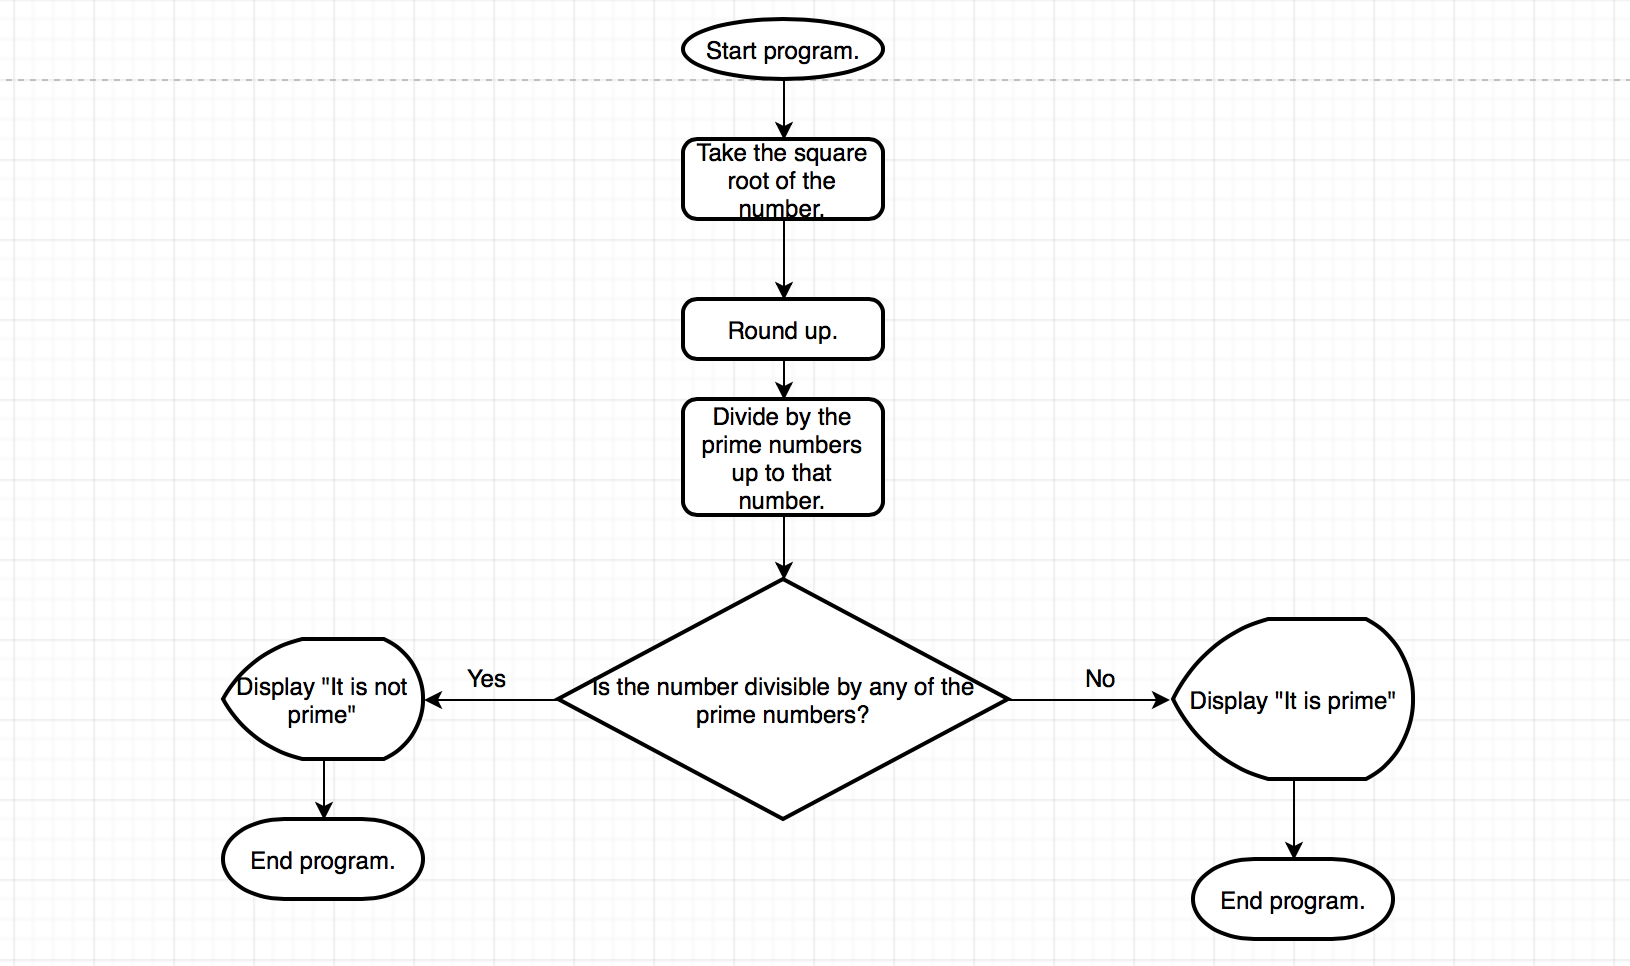 Start program.
Take the square
root of the
number.
Round up.
Divide by the
prime numbers
up to that
number.
Is the number divisible by any of the
prime numbers?
Yes
No
Display "It is not
prime"
Display "It is prime"
End program.
End program.